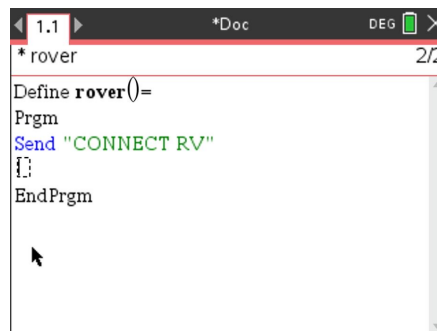 1.1 *Doc DEG
* rover 2/2
Define rover()=
Prgm
Send "CONNECT RV"
EndPrgm